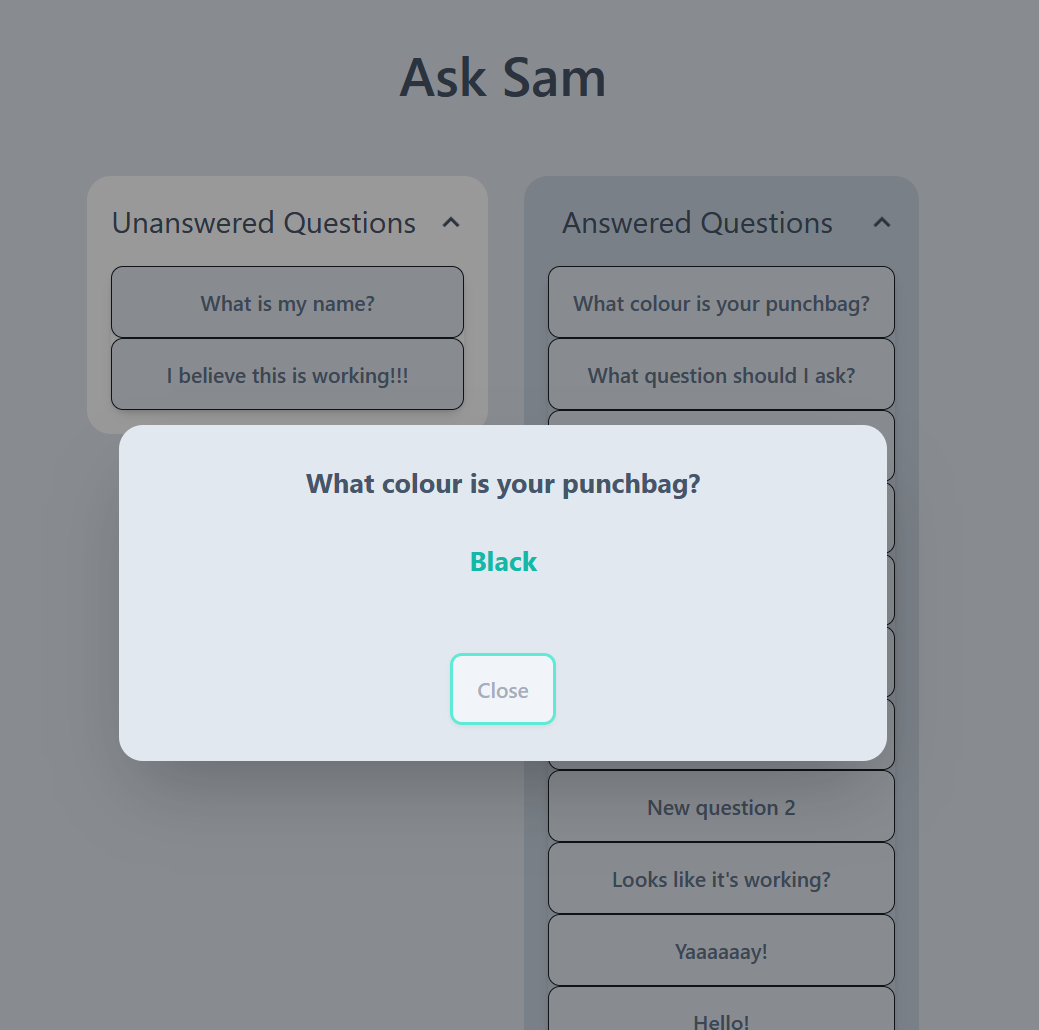 Ask Sam
Unanswered Questions
What is my name?
I believe this is working!!!
Answered Questions
What colour is your punchbag?
What question should I ask?
What colour is your punchbag?
Black
Close
New question 2
Looks like it's working?
Yaaaaaay!
Hello!